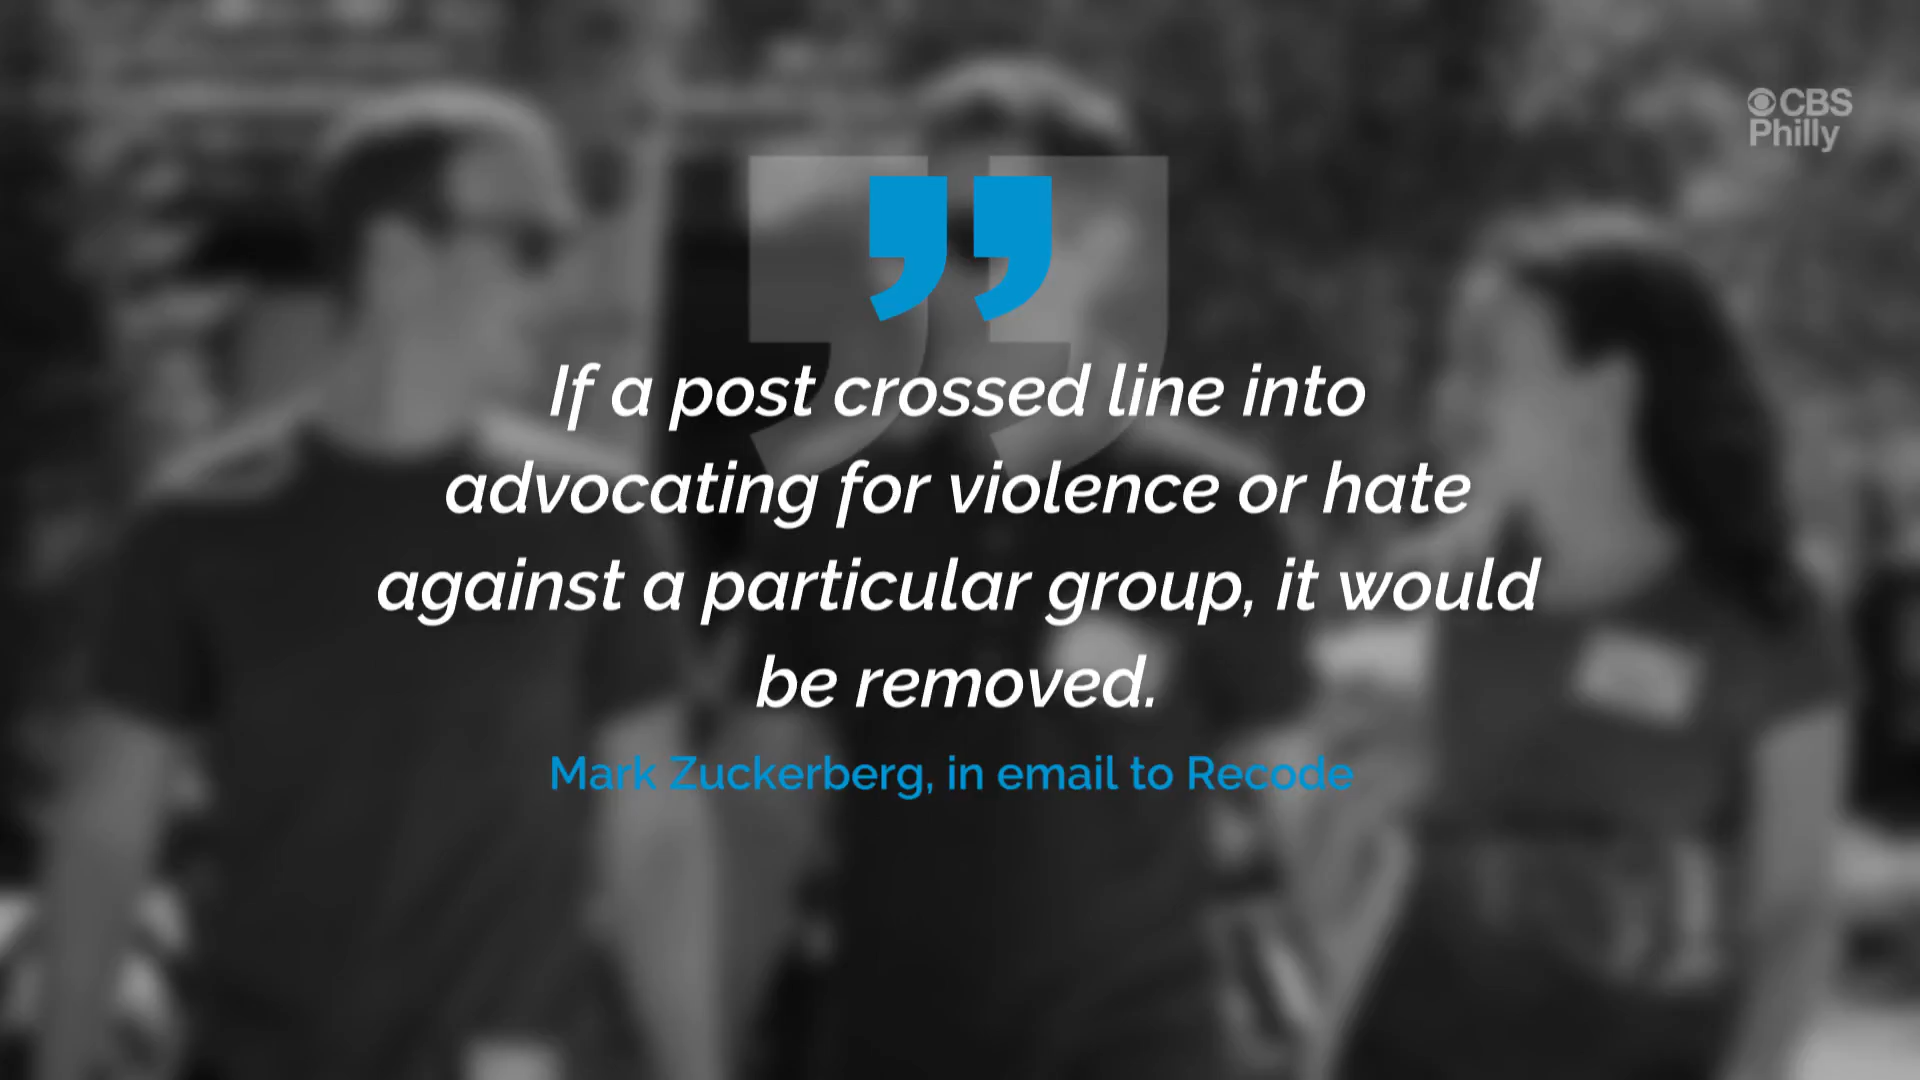 CBS
Philly
If a post crossed line into
advocating for violence or hate
against a particular group, it would
be removed.
Mark Zuckerberg, in email to Recode